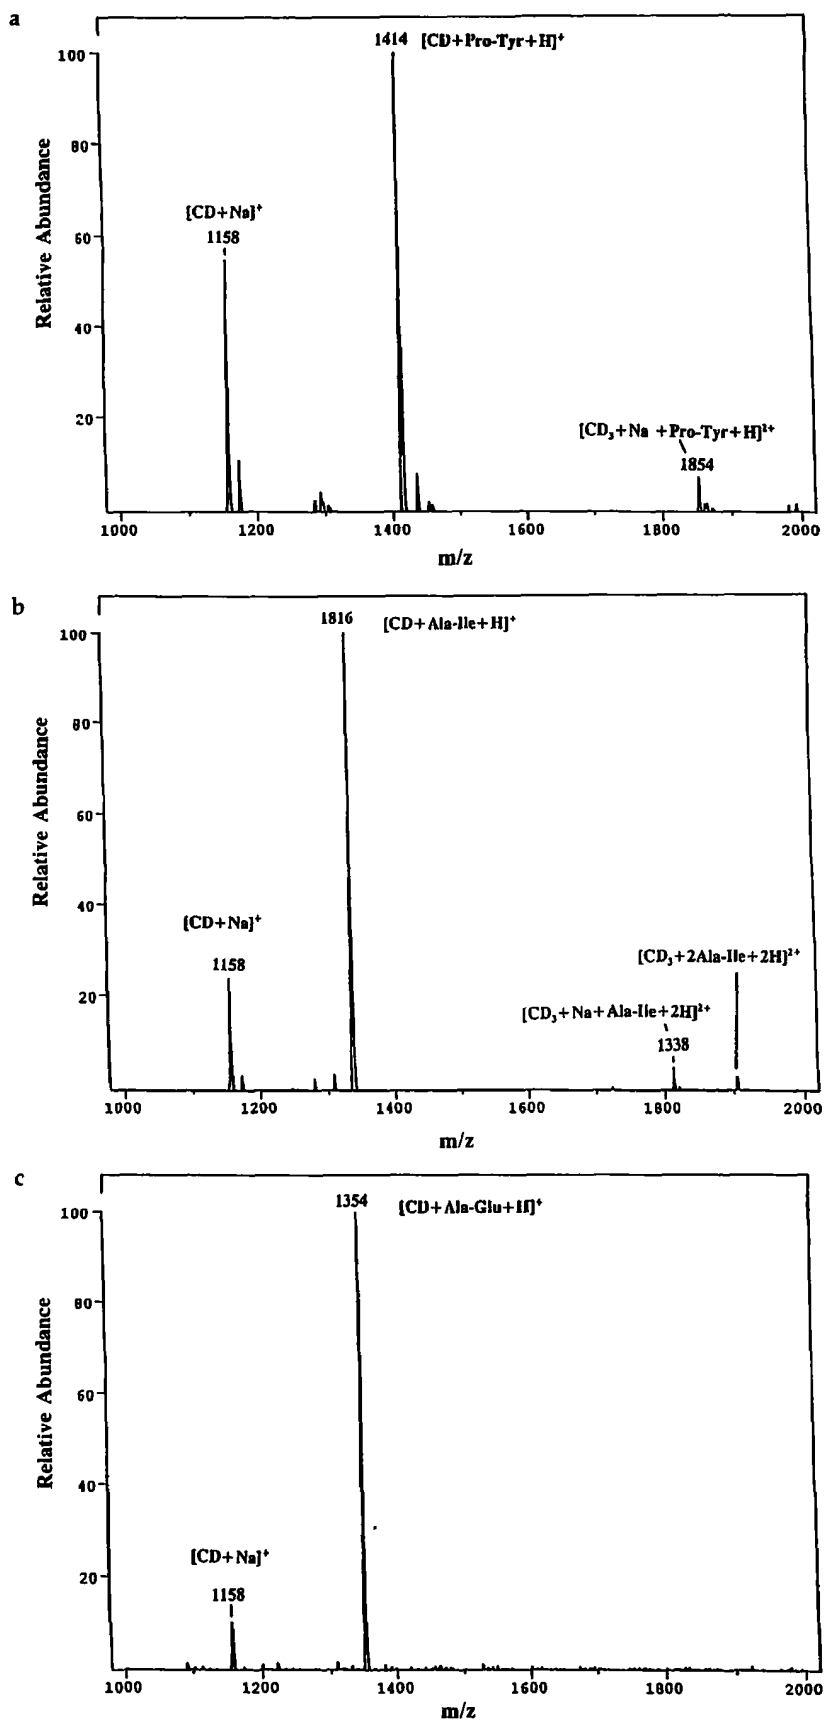 a
1414 [CD+Pro-Tyr+H]⁺
100
80
[CD+Na]⁺
60
1158
Relative Abundance
40
20
[CD₃+Na +Pro-Tyr+H]²⁺
1854
1000 1200 1400 1600 1800 2000
m/z
b
1816 [CD+Ala-Ile+H]⁺
100
80
60
Relative Abundance
40
[CD+Na]⁺
1158
[CD₃+2Ala-Ile+2H]²⁺
20
[CD₃+Na+Ala-Ile+2H]²⁺
1338
1000 1200 1400 1600 1800 2000
m/z
c
1354 [CD+Ala-Glu+H]⁺
100
80
60
Relative Abundance
40
[CD+Na]⁺
20
1158
1000 1200 1400 1600 1800 2000
m/z